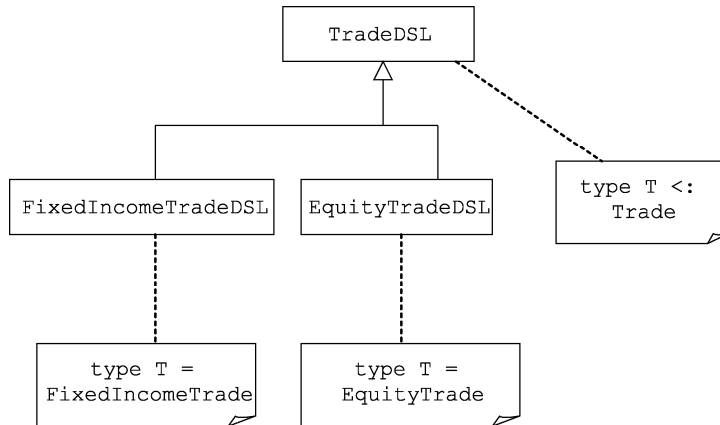 TradeDSL
FixedIncomeTradeDSL
EquityTradeDSL
type T <:
Trade
type T =
FixedIncomeTrade
type T =
EquityTrade